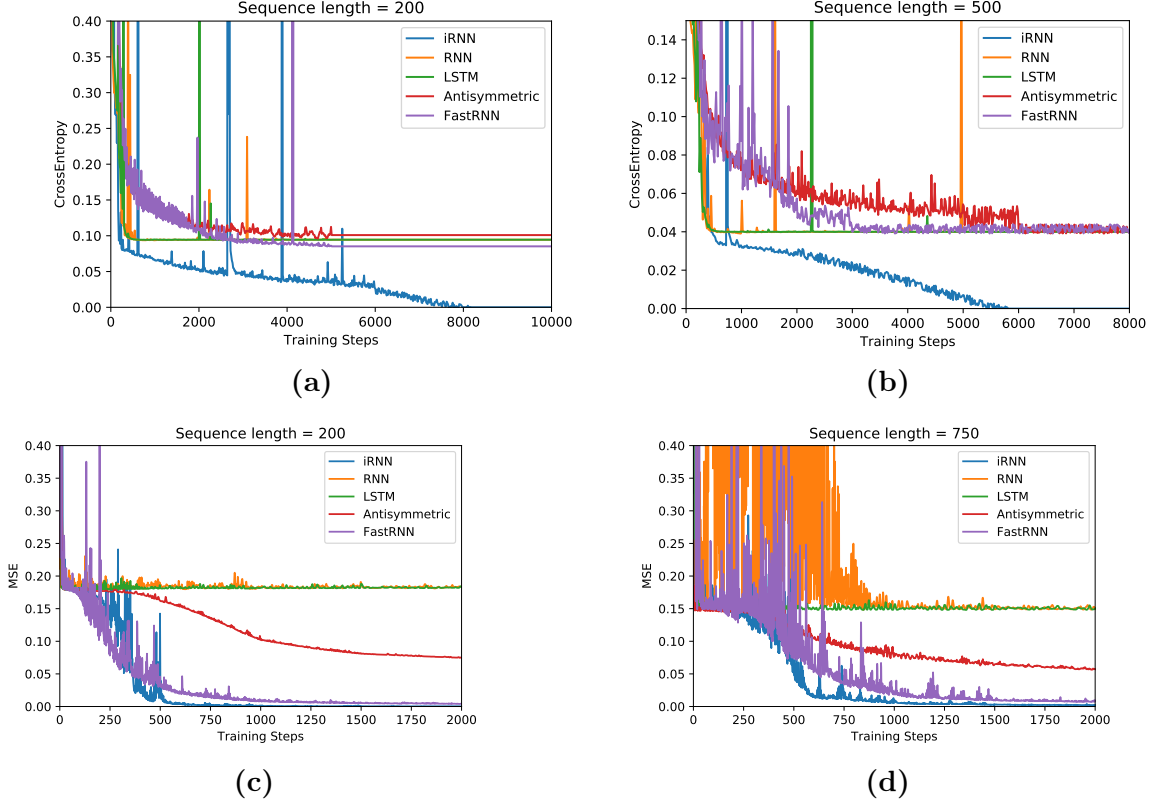 Sequence length = 200
0.40
0.35
0.30
0.25
0.20
0.15
0.10
0.05
0.00
CrossEntropy
iRNN
RNN
LSTM
Antisymmetric
FastRNN
0
2000
4000
6000
8000
10000
Training Steps
(a)
Sequence length = 500
0.14
0.12
0.10
0.08
0.06
0.04
0.02
0.00
CrossEntropy
iRNN
RNN
LSTM
Antisymmetric
FastRNN
0
1000
2000
3000
4000
5000
6000
7000
8000
Training Steps
(b)
Sequence length = 200
0.40
0.35
0.30
0.25
0.20
0.15
0.10
0.05
0.00
MSE
iRNN
RNN
LSTM
Antisymmetric
FastRNN
0
250
500
750
1000
1250
1500
1750
2000
Training Steps
(c)
Sequence length = 750
0.40
0.35
0.30
0.25
0.20
0.15
0.10
0.05
0.00
MSE
iRNN
RNN
LSTM
Antisymmetric
FastRNN
0
250
500
750
1000
1250
1500
1750
2000
Training Steps
(d)